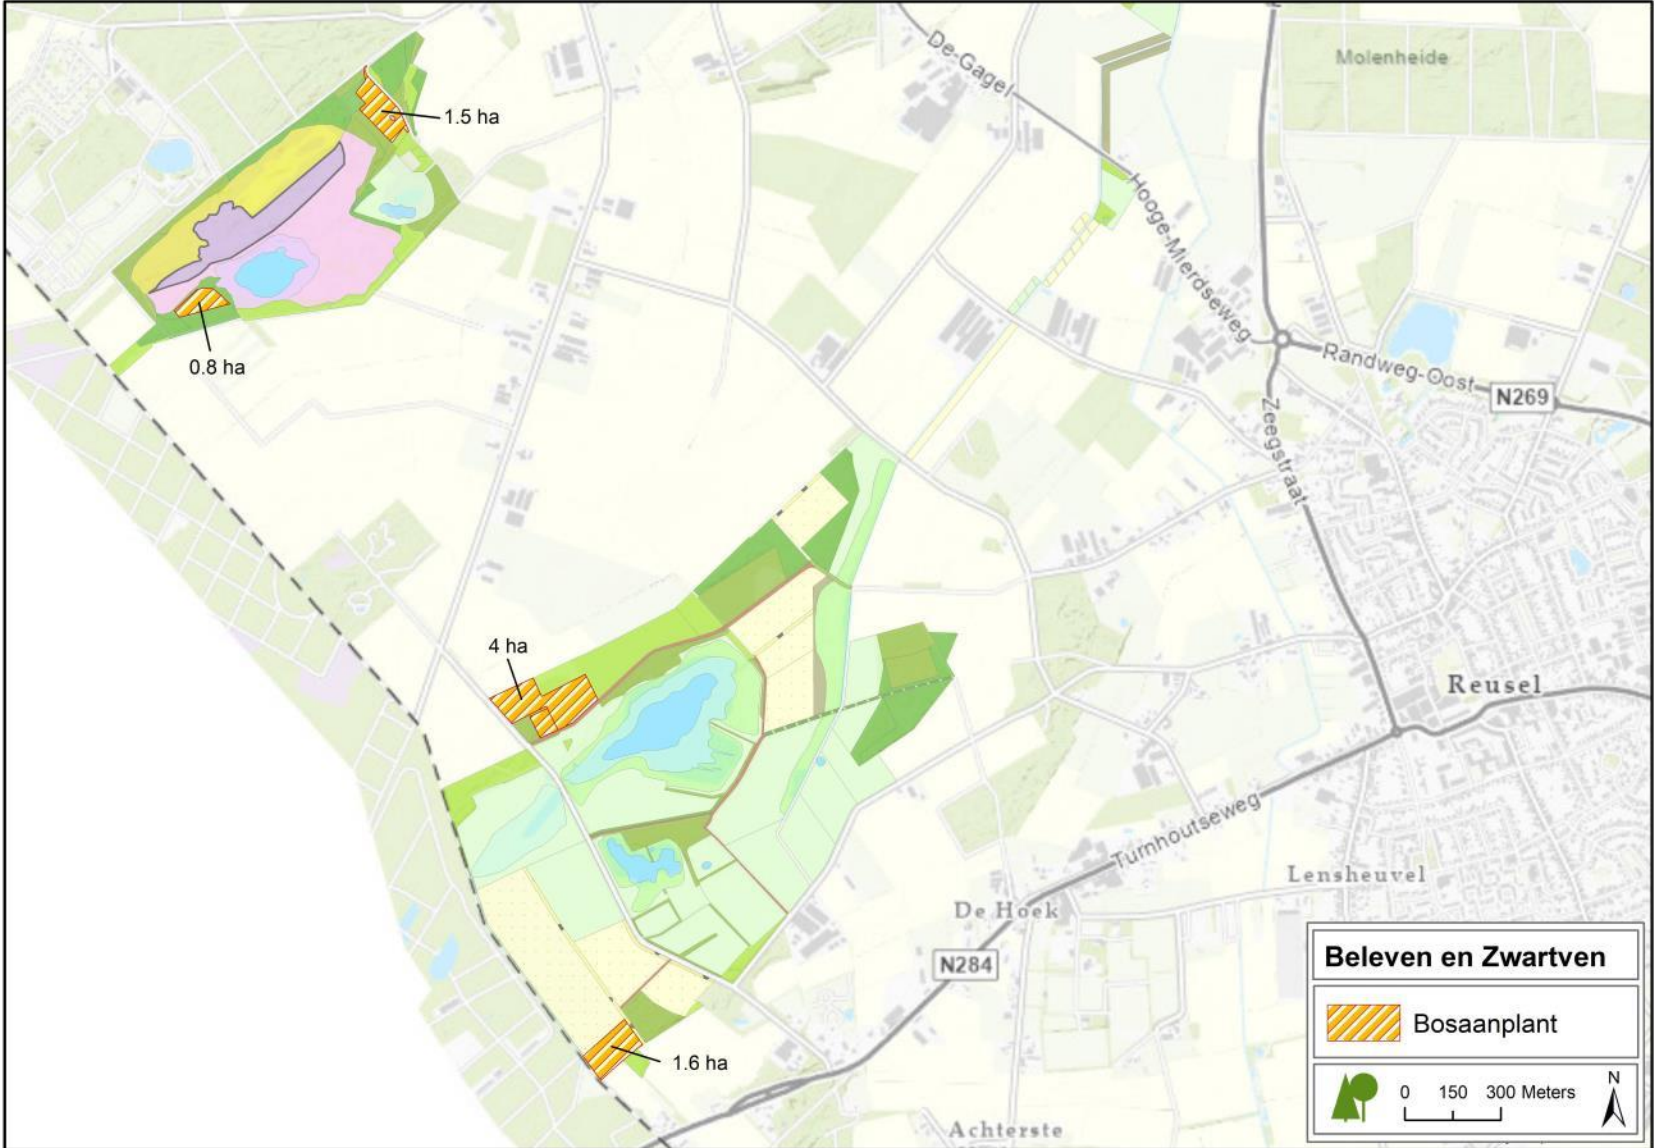 De-Gagel
Molenheide
1.5 ha
Hooge-Mierdseweg
0.8 ha
Randweg-Oost
N269
Zeegstraat
4 ha
Reusel
Turnhoutseweg
Lensheuvel
De Hoek
N284
1.6 ha
Achterste
Beleven en Zwartven
Bosaanplant
N
0 150 300 Meters